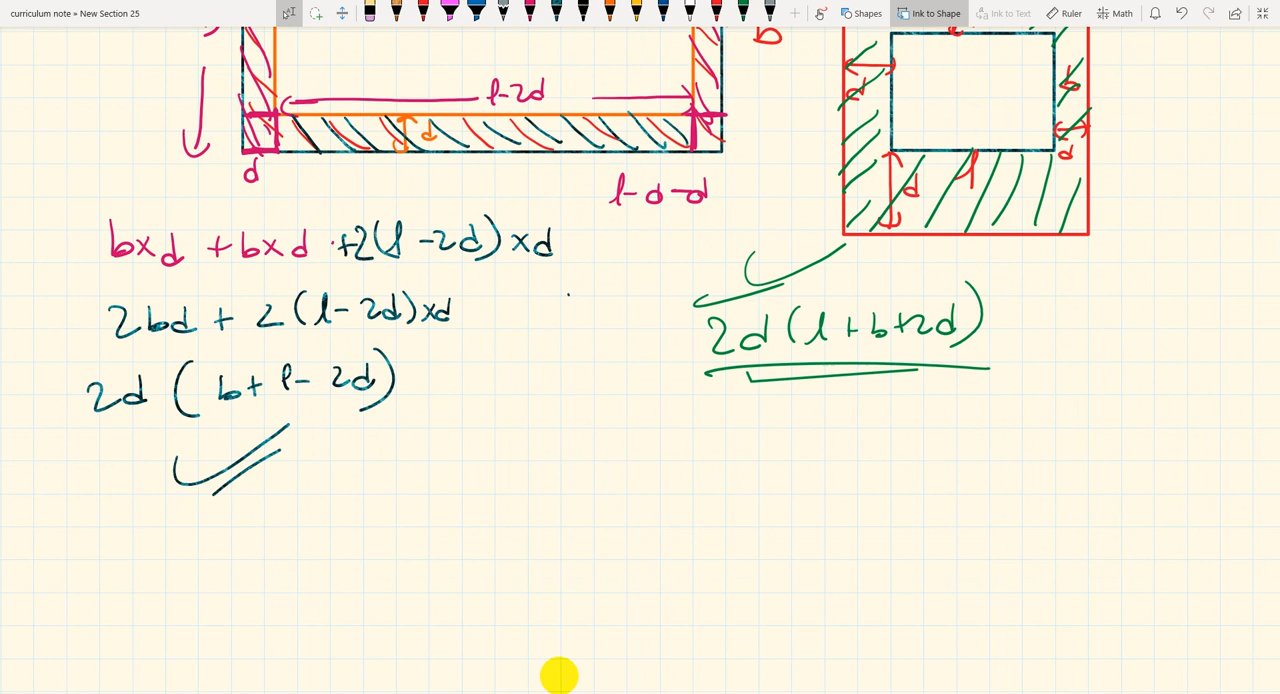 curriculum note » New Section 25
Shapes Ink to Shape Ink to Text Ruler Math
b
l-2d
d
d
d
l-d-d
d
b
d
l
d
bxd + bxd +2(l -2d)xd
2bd + 2(l-2d)xd
2d ( b+l- 2d)
2d (l+b+2d)